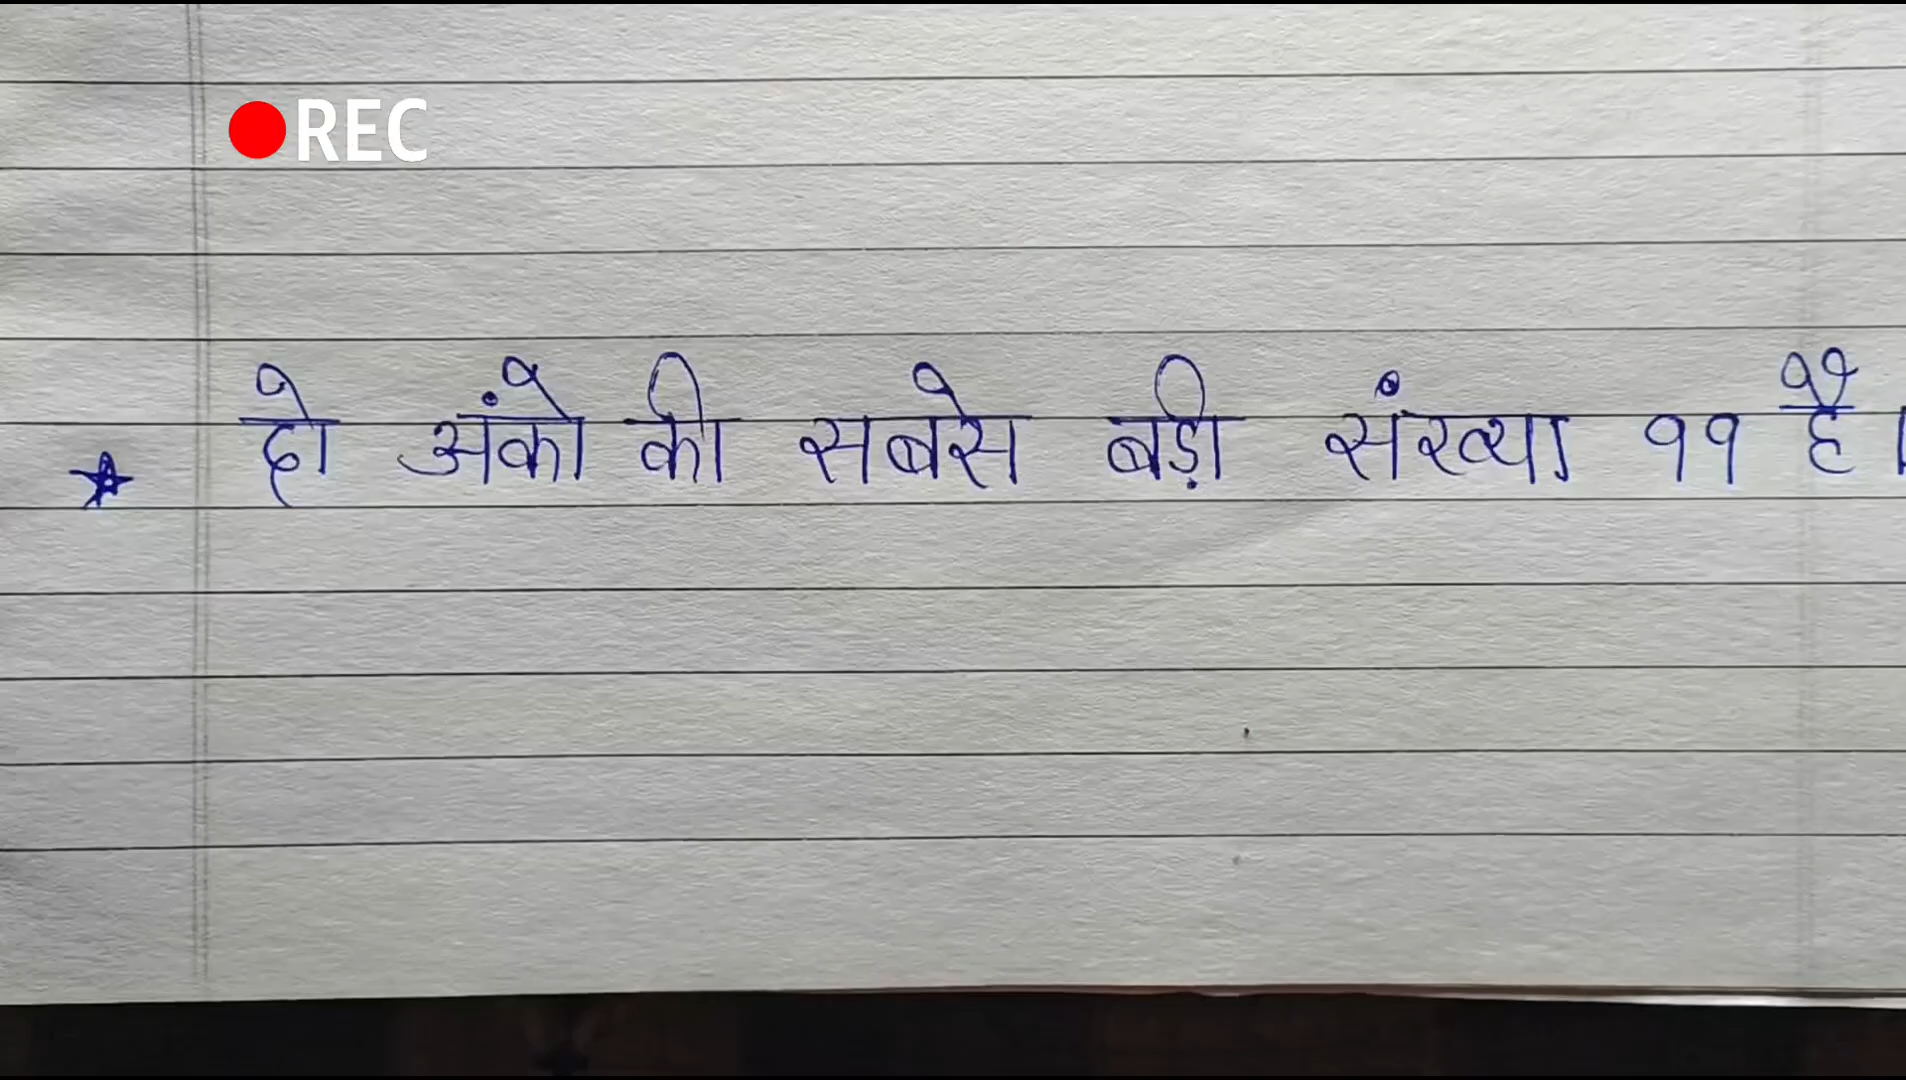 REC
★ दो अंको की सबसे बड़ी संख्या 99 है।